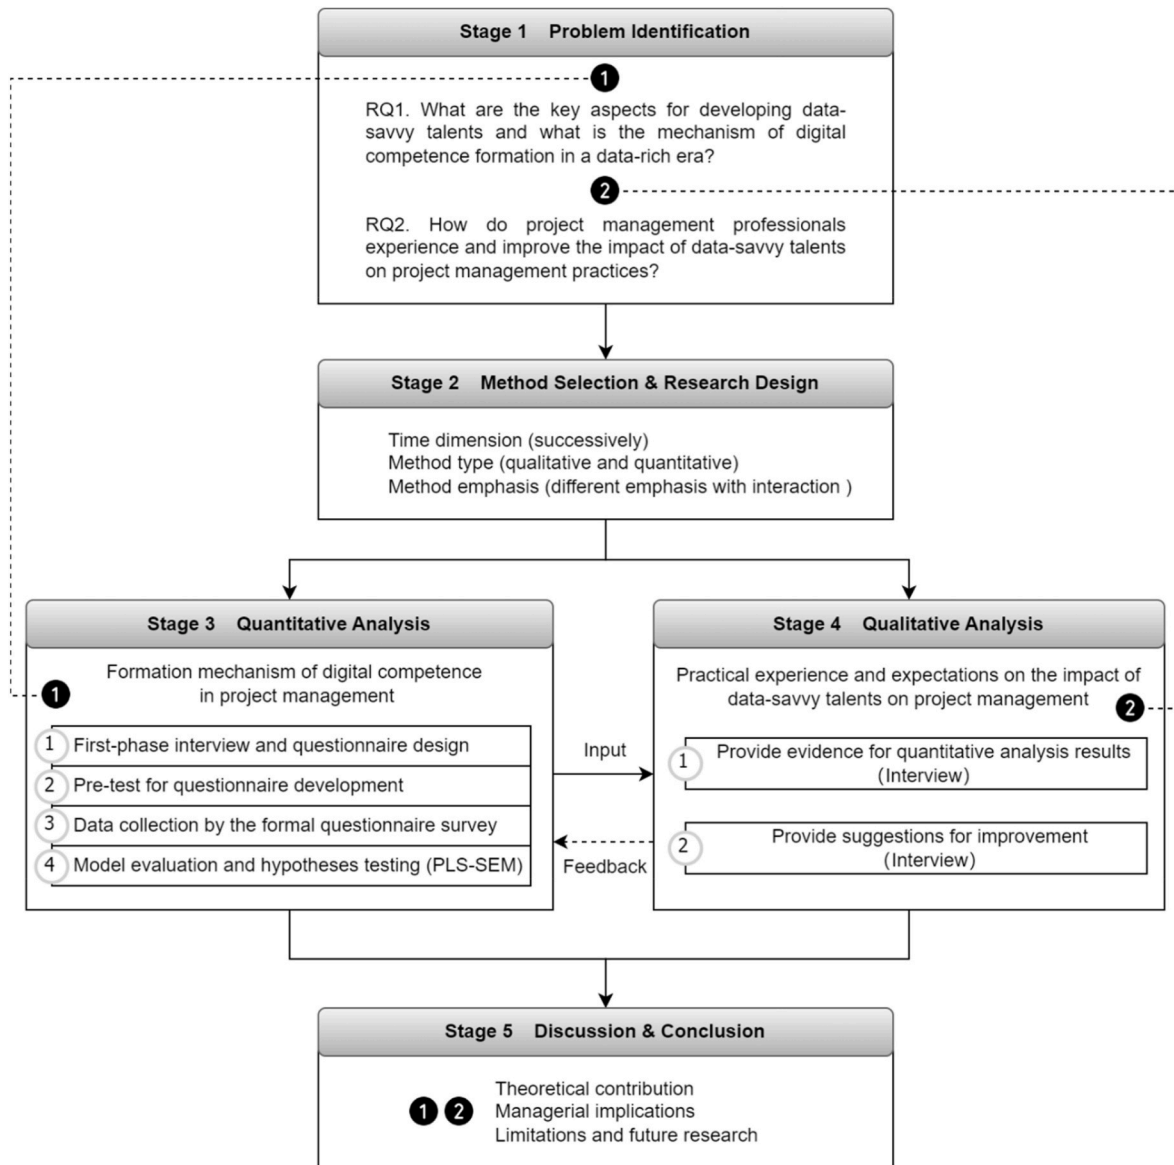 Stage 1 Problem Identification
1
RQ1. What are the key aspects for developing data-
savvy talents and what is the mechanism of digital
competence formation in a data-rich era?
2
RQ2. How do project management professionals
experience and improve the impact of data-savvy talents
on project management practices?
Stage 2 Method Selection & Research Design
Time dimension (successively)
Method type (qualitative and quantitative)
Method emphasis (different emphasis with interaction )
Stage 3 Quantitative Analysis
Formation mechanism of digital competence
in project management
1
1 First-phase interview and questionnaire design
2 Pre-test for questionnaire development
3 Data collection by the formal questionnaire survey
4 Model evaluation and hypotheses testing (PLS-SEM)
Input
Feedback
Stage 4 Qualitative Analysis
Practical experience and expectations on the impact of
data-savvy talents on project management
2
1 Provide evidence for quantitative analysis results
(Interview)
2 Provide suggestions for improvement
(Interview)
Stage 5 Discussion & Conclusion
1 2
Theoretical contribution
Managerial implications
Limitations and future research